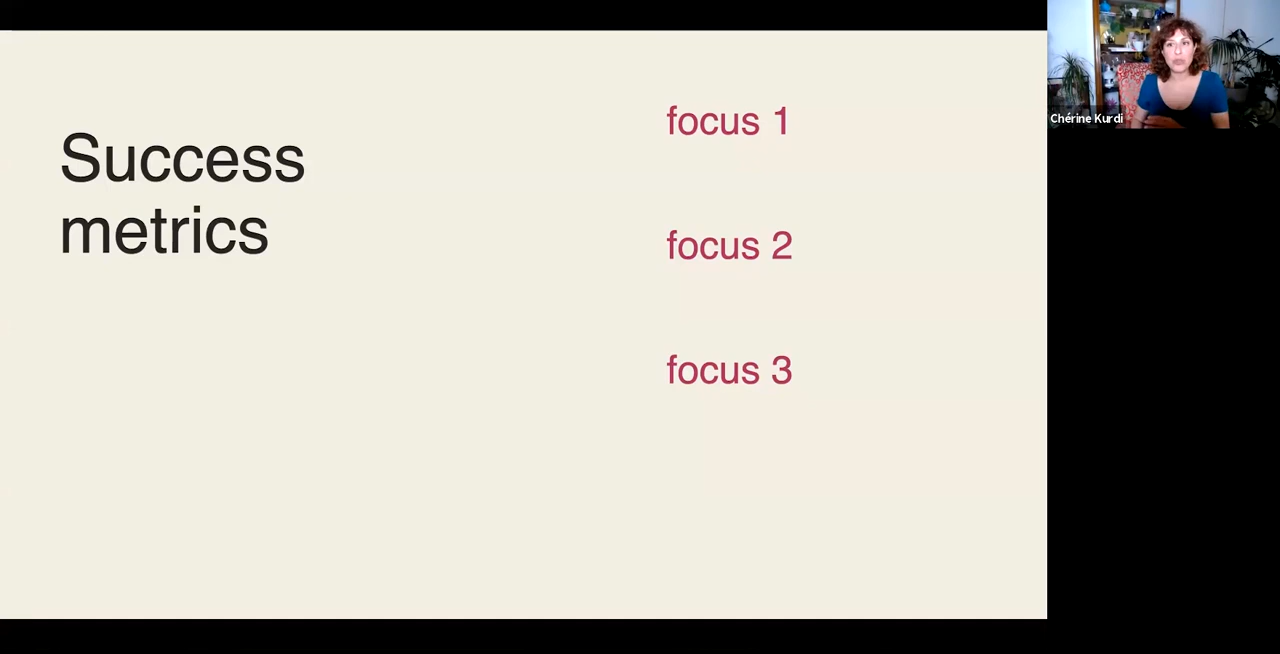 Success
metrics
focus 1
focus 2
focus 3
Chérine Kurdi